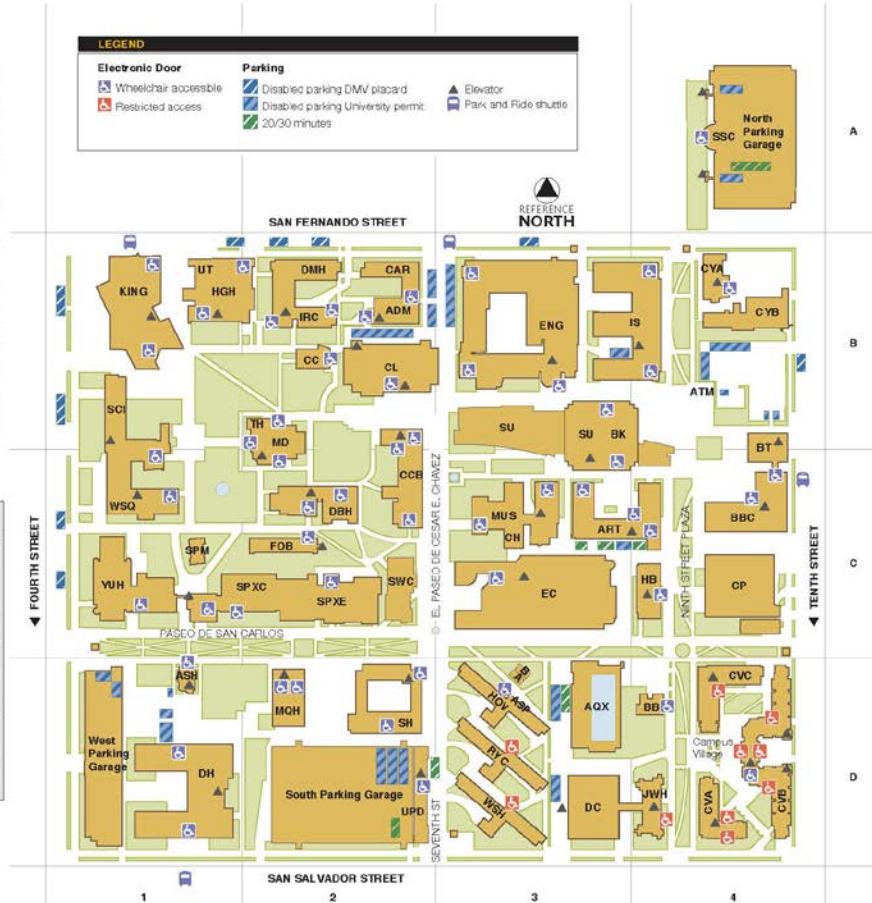 LEGEND
Electronic Door
Wheelchair accessible
Restricted access
Parking
Disabled parking DMV placard
Disabled parking University permit
20/30 minutes
Elevator
Park and Ride shuttle
SSC
North
Parking
Garage
A
REFERENCE
NORTH
SAN FERNANDO STREET
KING
UT
HGH
DMH
IRC
CAR
ADM
ENG
IS
CYA
CYB
B
CC
CL
ATM
SCI
TH
MD
SU
SU
BK
BT
CCB
WSQ
DBH
MUS
CH
ART
BBC
EL PASEO DE CESAR E. CHAVEZ
NINTH STREET PLAZA
FOURTH STREET
TENTH STREET
SPM
FOB
YUH
SPXC
SPXE
SWC
EC
HB
CP
C
PASEO DE SAN CARLOS
ASH
MQH
SH
BA
HOV
ASP
AQX
BB
CVC
Campus
Village
West
Parking
Garage
DH
South Parking Garage
UPD
RYC
WSH
DC
JWH
CVA
CVB
D
SEVENTH ST
SAN SALVADOR STREET
1
2
3
4